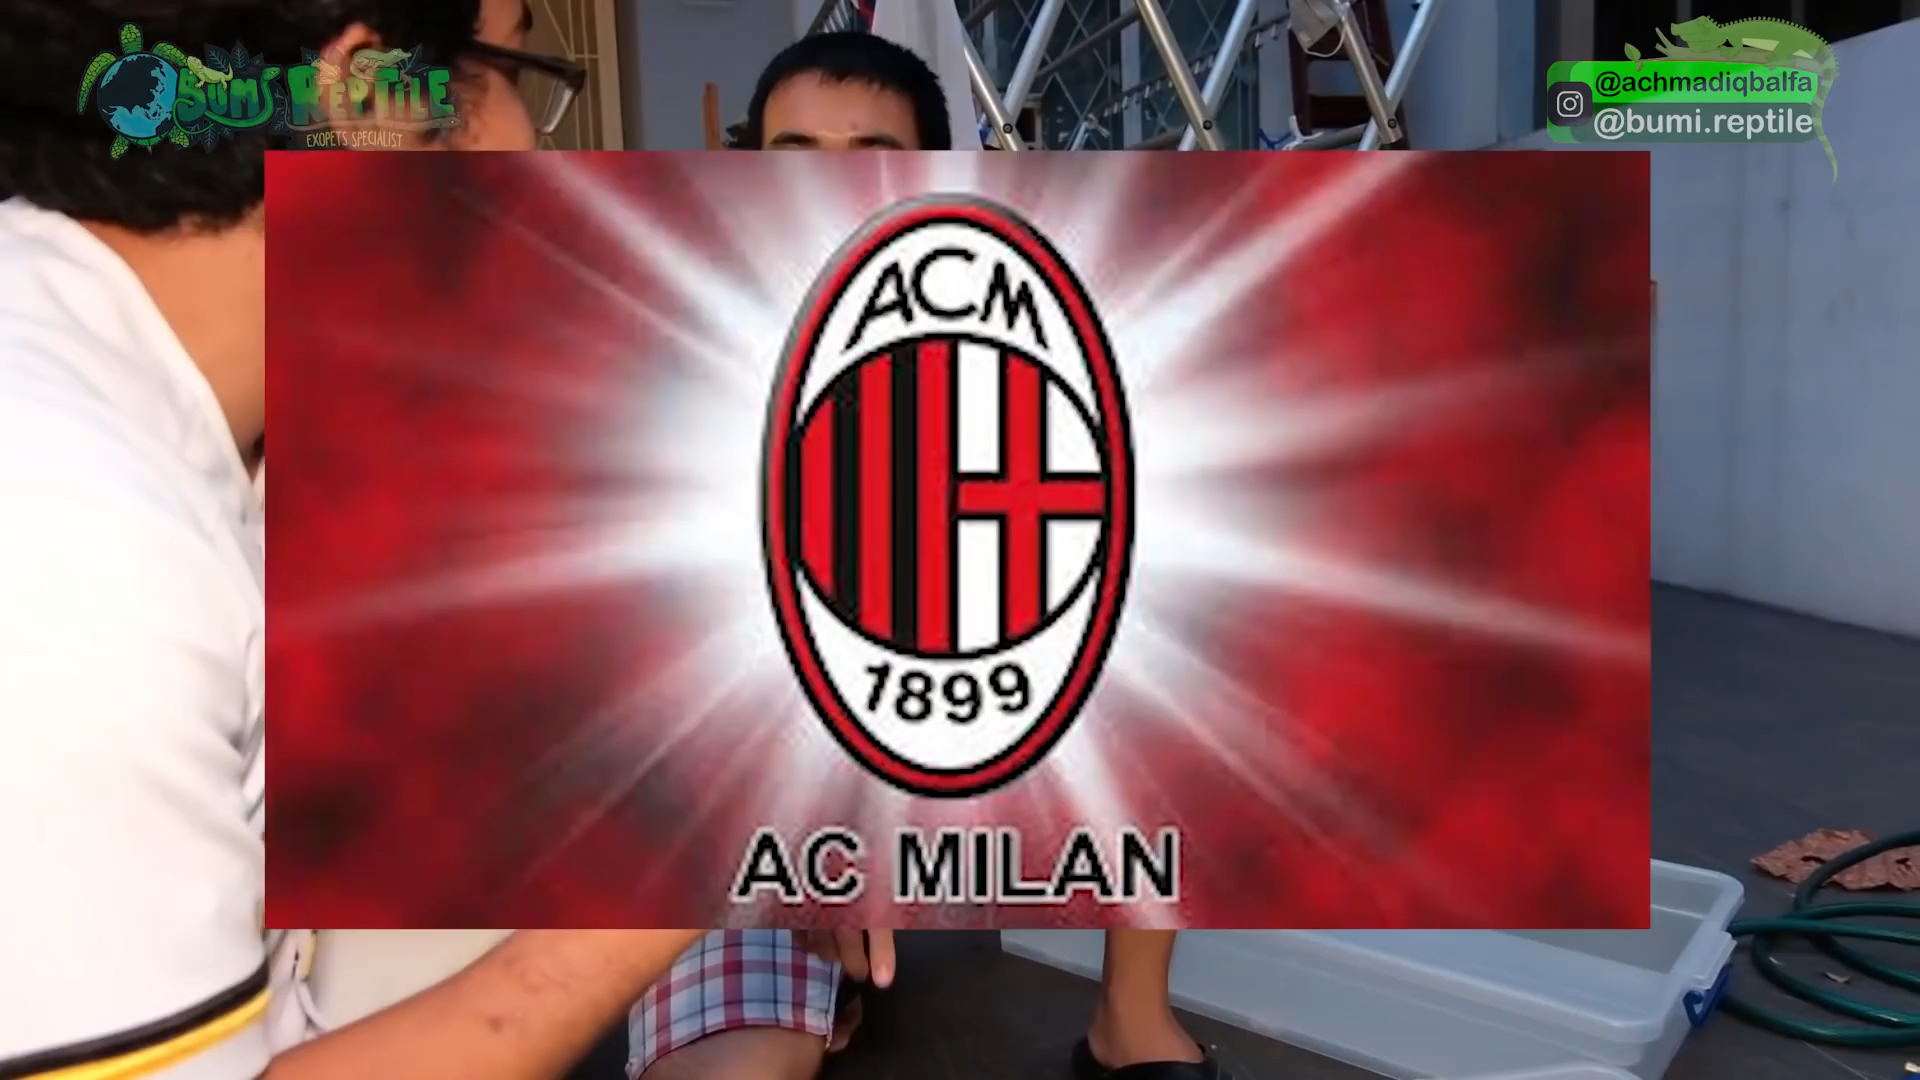 BUMI REPTILE
EXOPETS SPECIALIST
@achmadiqbalfa
@bumi.reptile
ACM
1899
AC MILAN